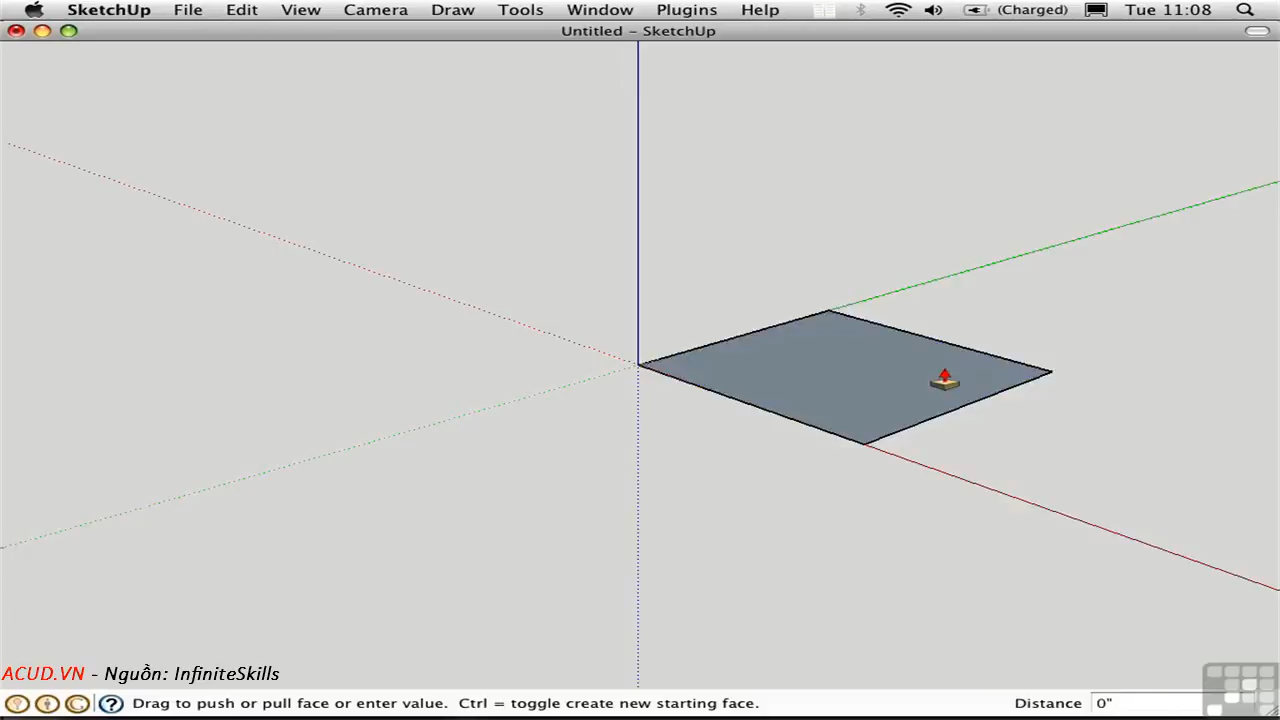 SketchUp File Edit View Camera Draw Tools Window Plugins Help (Charged) Tue 11:08
Untitled – SketchUp
ACUD.VN - Nguồn: InfiniteSkills
Drag to push or pull face or enter value. Ctrl = toggle create new starting face. Distance 0"